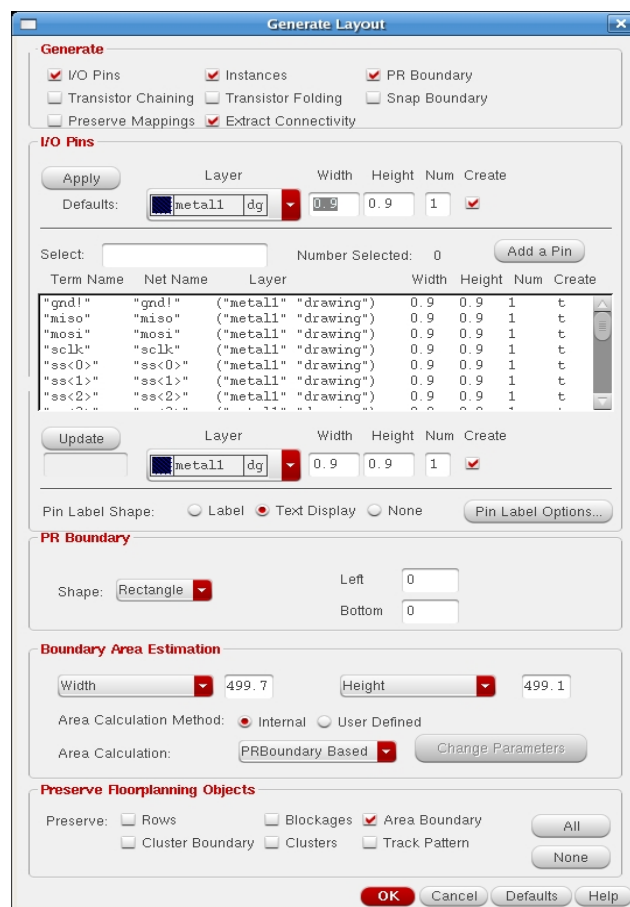 Generate Layout
Generate
I/O Pins Instances PR Boundary
Transistor Chaining Transistor Folding Snap Boundary
Preserve Mappings Extract Connectivity
I/O Pins
Apply Layer Width Height Num Create
Defaults: metal1 dg 0.9 0.9 1
Select: Number Selected: 0 Add a Pin
Term Name Net Name Layer Width Height Num Create
"gnd!" "gnd!" ("metal1" "drawing") 0.9 0.9 1 t
"miso" "miso" ("metal1" "drawing") 0.9 0.9 1 t
"mosi" "mosi" ("metal1" "drawing") 0.9 0.9 1 t
"sclk" "sclk" ("metal1" "drawing") 0.9 0.9 1 t
"ss<0>" "ss<0>" ("metal1" "drawing") 0.9 0.9 1 t
"ss<1>" "ss<1>" ("metal1" "drawing") 0.9 0.9 1 t
"ss<2>" "ss<2>" ("metal1" "drawing") 0.9 0.9 1 t
Update Layer Width Height Num Create
metal1 dg 0.9 0.9 1
Pin Label Shape: Label Text Display None Pin Label Options...
PR Boundary
Shape: Rectangle Left 0
Bottom 0
Boundary Area Estimation
Width 499.7 Height 499.1
Area Calculation Method: Internal User Defined
Area Calculation: PRBoundary Based Change Parameters
Preserve Floorplanning Objects
Preserve: Rows Blockages Area Boundary All
Cluster Boundary Clusters Track Pattern None
OK Cancel Defaults Help